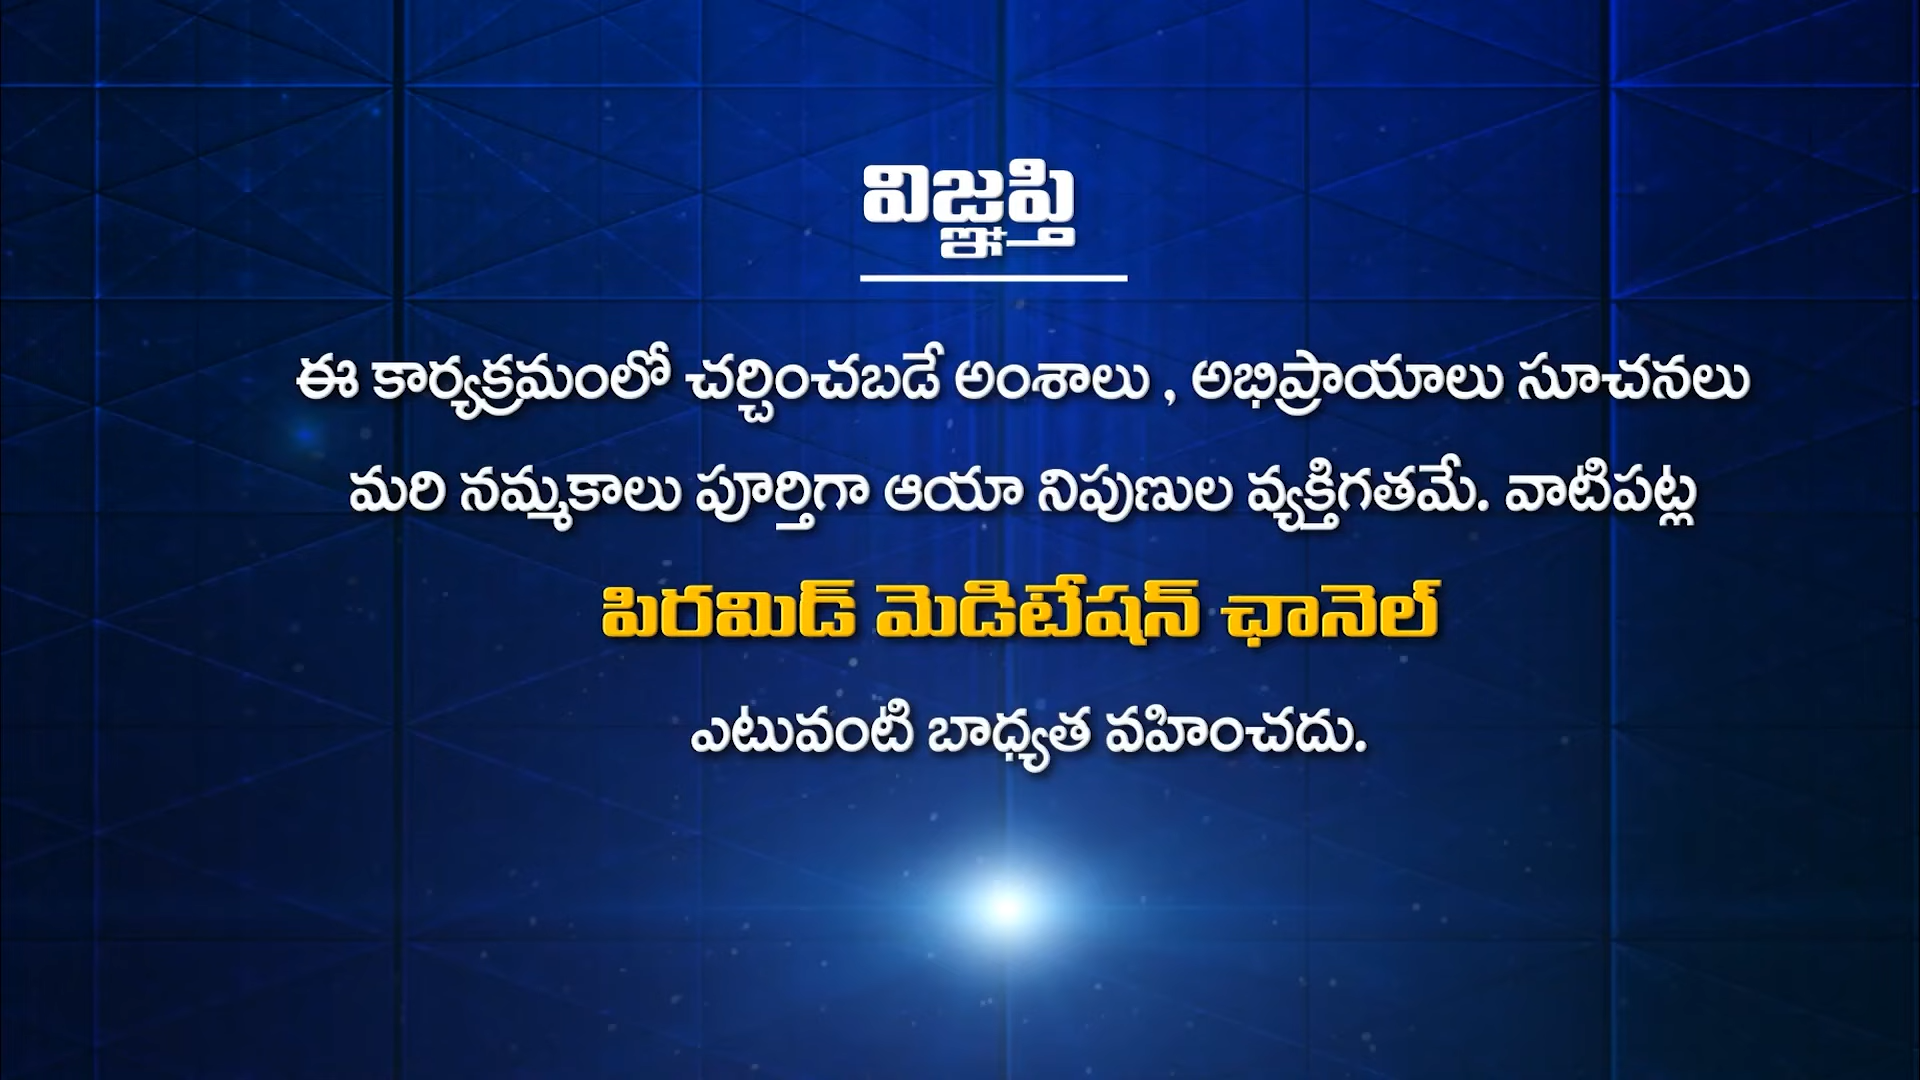 విజ్ఞప్తి
ఈ కార్యక్రమంలో చర్చించబడే అంశాలు , అభిప్రాయాలు సూచనలు
మరి నమ్మకాలు పూర్తిగా ఆయా నిపుణుల వ్యక్తిగతమే. వాటిపట్ల
పిరమిడ్ మెడిటేషన్ ఛానెల్
ఎటువంటి బాధ్యత వహించదు.